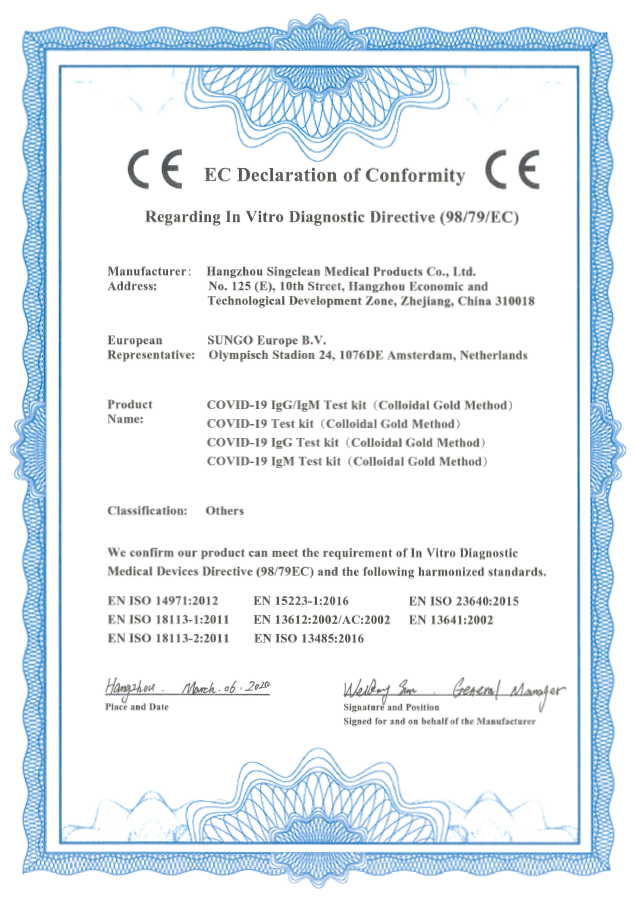 CE EC Declaration of Conformity CE
Regarding In Vitro Diagnostic Directive (98/79/EC)
Manufacturer: Hangzhou Singclean Medical Products Co., Ltd.
Address: No. 125 (E), 10th Street, Hangzhou Economic and
Technological Development Zone, Zhejiang, China 310018
European SUNGO Europe B.V.
Representative: Olympisch Stadion 24, 1076DE Amsterdam, Netherlands
Product COVID-19 IgG/IgM Test kit（Colloidal Gold Method）
Name:
COVID-19 Test kit（Colloidal Gold Method）
COVID-19 IgG Test kit（Colloidal Gold Method）
COVID-19 IgM Test kit（Colloidal Gold Method）
Classification: Others
We confirm our product can meet the requirement of In Vitro Diagnostic
Medical Devices Directive (98/79EC) and the following harmonized standards.
EN ISO 14971:2012 EN 15223-1:2016 EN ISO 23640:2015
EN ISO 18113-1:2011 EN 13612:2002/AC:2002 EN 13641:2002
EN ISO 18113-2:2011 EN ISO 13485:2016
Hangzhou. March. 06. 2020 Sun. General Manager
Place and Date Signature and Position
Signed for and on behalf of the Manufacturer